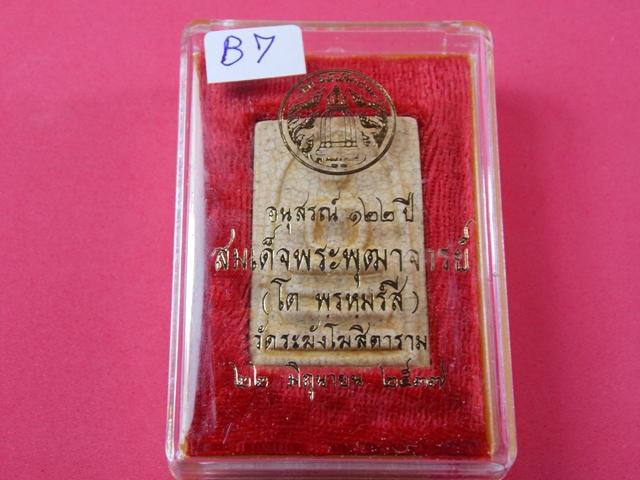 B7
อนุสรณ์ ๑๒๒ ปี
สมเด็จพระพุฒาจารย์
(โต พฺรหฺมรํสี)
วัดระฆังโฆสิตาราม
๒๒ มิถุนายน ๒๕๓๗